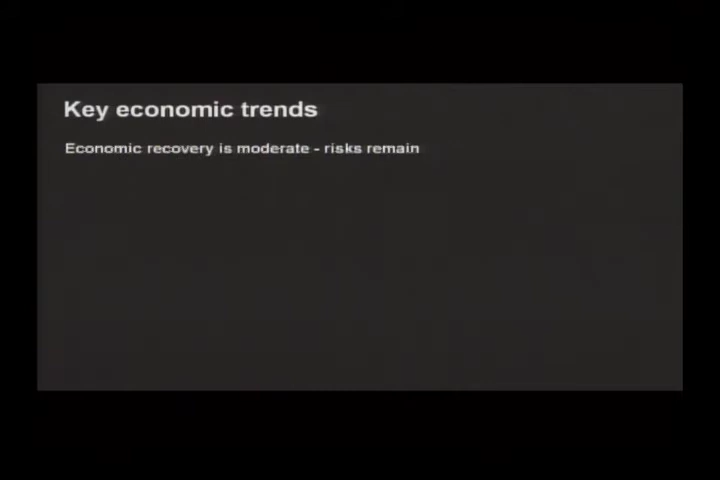 Key economic trends
Economic recovery is moderate - risks remain